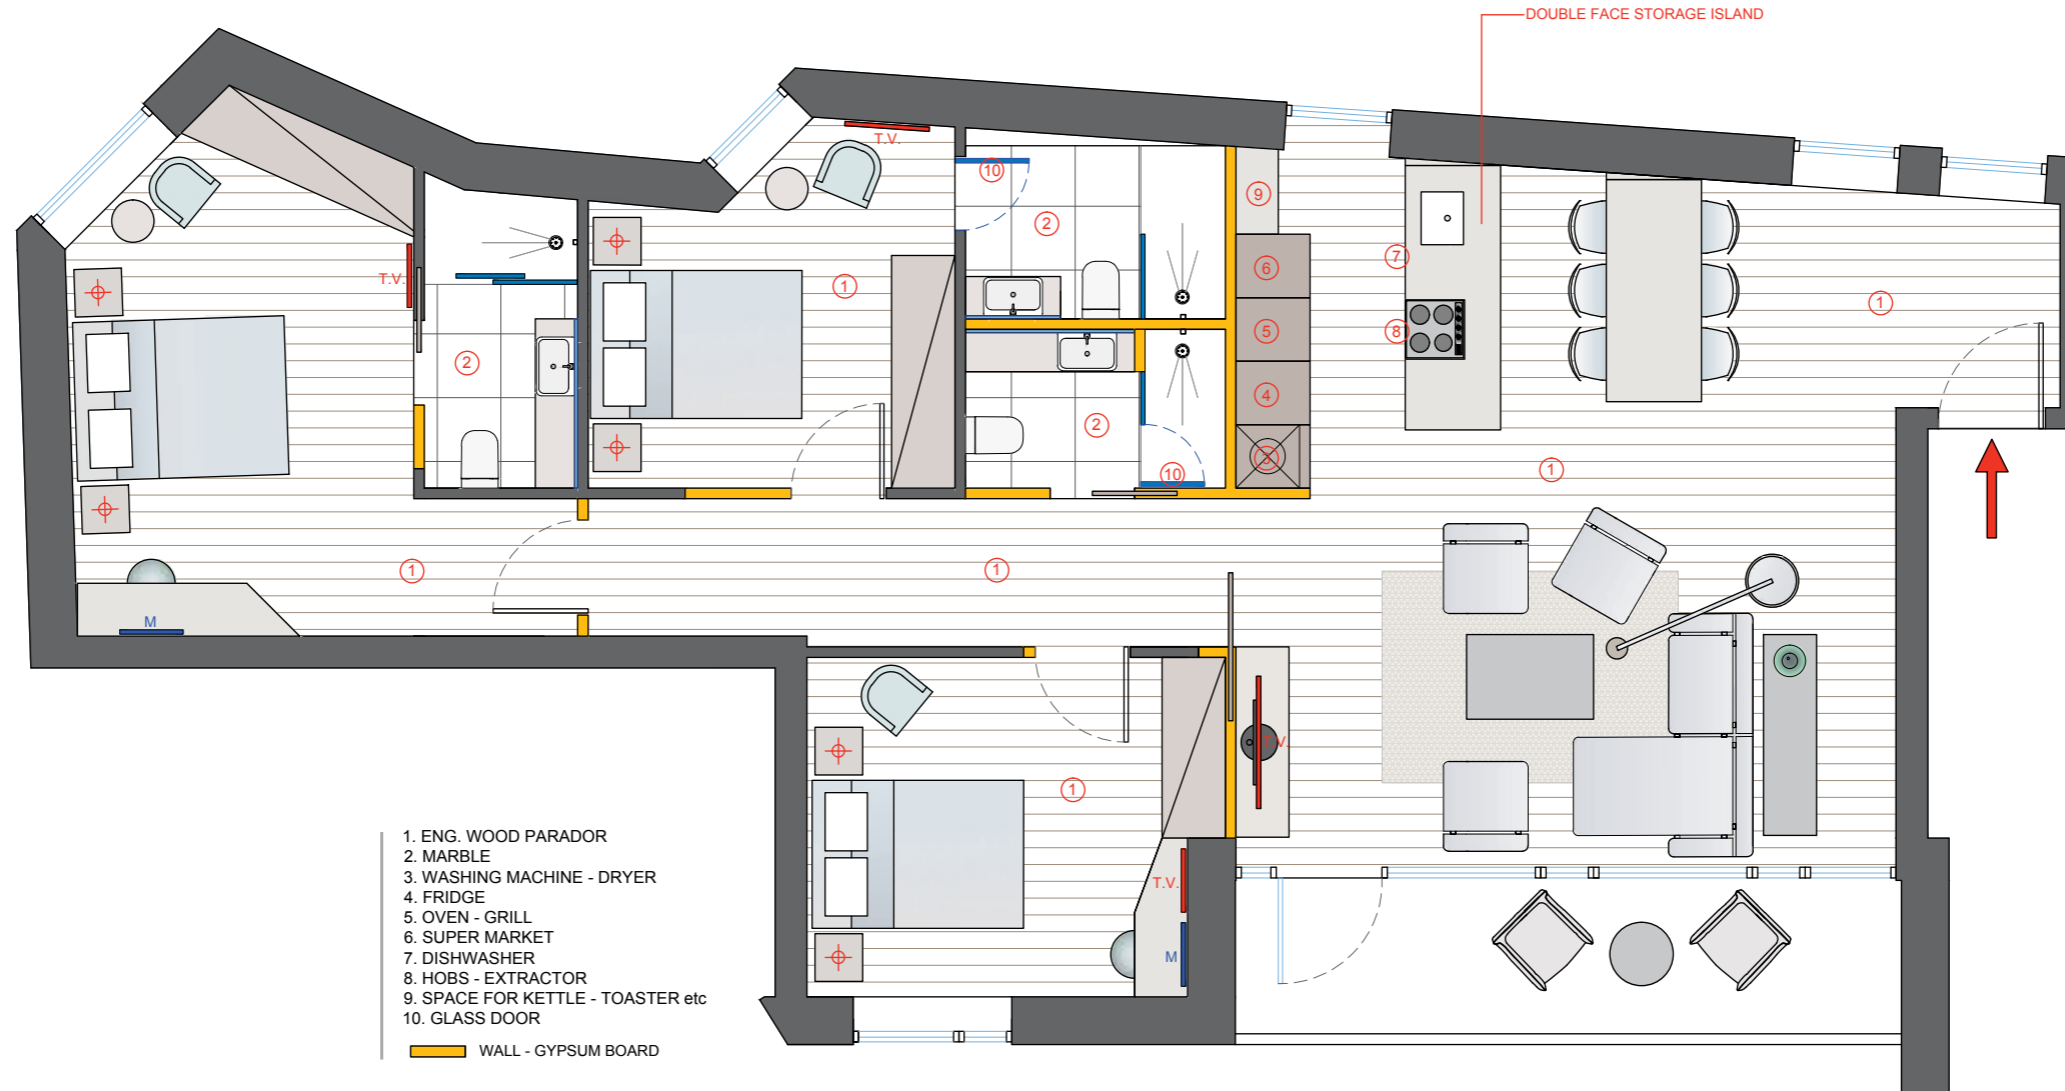 DOUBLE FACE STORAGE ISLAND
T.V.
10
9
2
T.V.
6
7
1
1
5
8
2
4
2
3
10
1
1
1
M
T.V.
1
T.V.
M
1. ENG. WOOD PARADOR
2. MARBLE
3. WASHING MACHINE - DRYER
4. FRIDGE
5. OVEN - GRILL
6. SUPER MARKET
7. DISHWASHER
8. HOBS - EXTRACTOR
9. SPACE FOR KETTLE - TOASTER etc
10. GLASS DOOR
WALL - GYPSUM BOARD